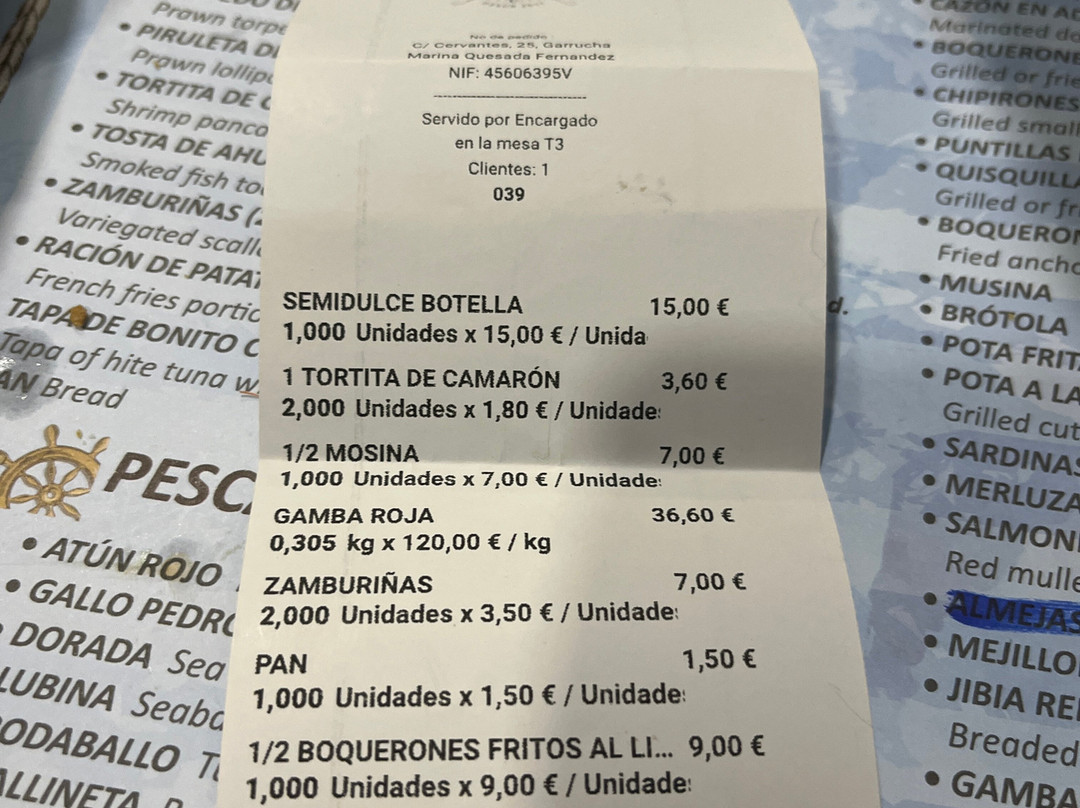 Prawn torpe
• PIRULETA D
Prawn lollip
• TORTITA DE C
Shrimp panca
• TOSTA DE AHU
Smoked fish to
• ZAMBURIÑAS (
Variegated scall
• RACIÓN DE PATAT
French fries portic
TAPA DE BONITO C
Tapa of hite tuna w
AN Bread
PESC
• ATÚN ROJO
• GALLO PEDRO
• DORADA Sea
LUBINA Seaba
ODABALLO
ALLINETA
No de pedido
C/ Cervantes, 25, Garrucha
Marina Quesada Fernandez
NIF: 45606395V
Servido por Encargado
en la mesa T3
Clientes: 1
039
SEMIDULCE BOTELLA 15,00 €
1,000 Unidades x 15,00 € / Unida
1 TORTITA DE CAMARÓN 3,60 €
2,000 Unidades x 1,80 € / Unidade
1/2 MOSINA 7,00 €
1,000 Unidades x 7,00 € / Unidade
GAMBA ROJA 36,60 €
0,305 kg x 120,00 € / kg
ZAMBURIÑAS 7,00 €
2,000 Unidades x 3,50 € / Unidade
PAN 1,50 €
1,000 Unidades x 1,50 € / Unidade
1/2 BOQUERONES FRITOS AL LI... 9,00 €
1,000 Unidades x 9,00 € / Unidade
d.
• CAZÓN EN AD
Marinated do
• BOQUERONE
Grilled or frie
• CHIPIRONES
Grilled small
• PUNTILLAS
• QUISQUILLA
Grilled or fr
• BOQUEROI
Fried ancho
• MUSINA
• BRÓTOLA
• POTA FRIT
• POTA A LA
Grilled cut
• SARDINAS
• MERLUZA
• SALMON
Red mulle
• ALMEJAS
• MEJILLO
• JIBIA RE
Breaded
• GAMBA